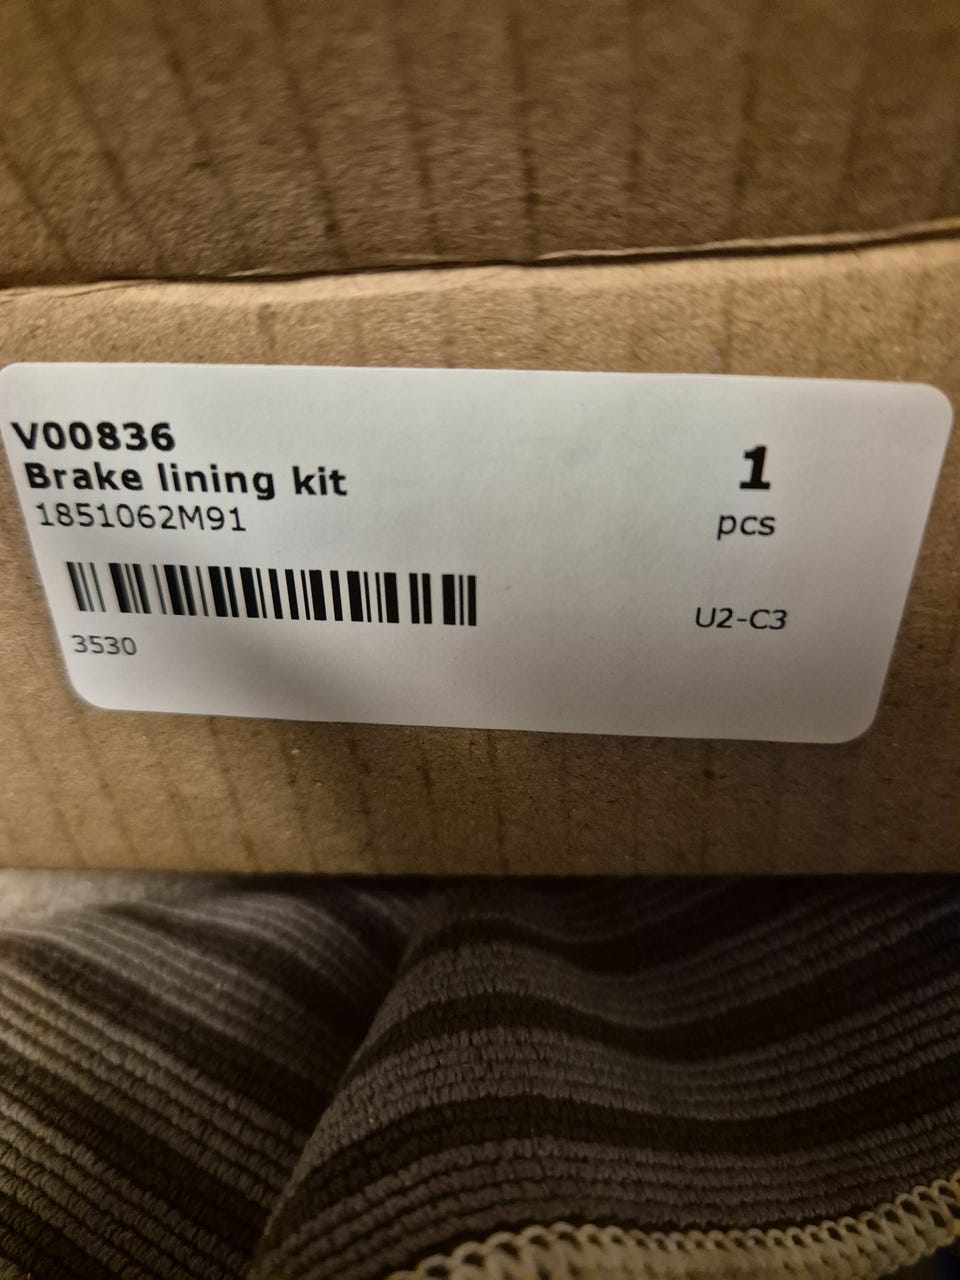 V00836
Brake lining kit
1851062M91
1
pcs
3530
U2-C3